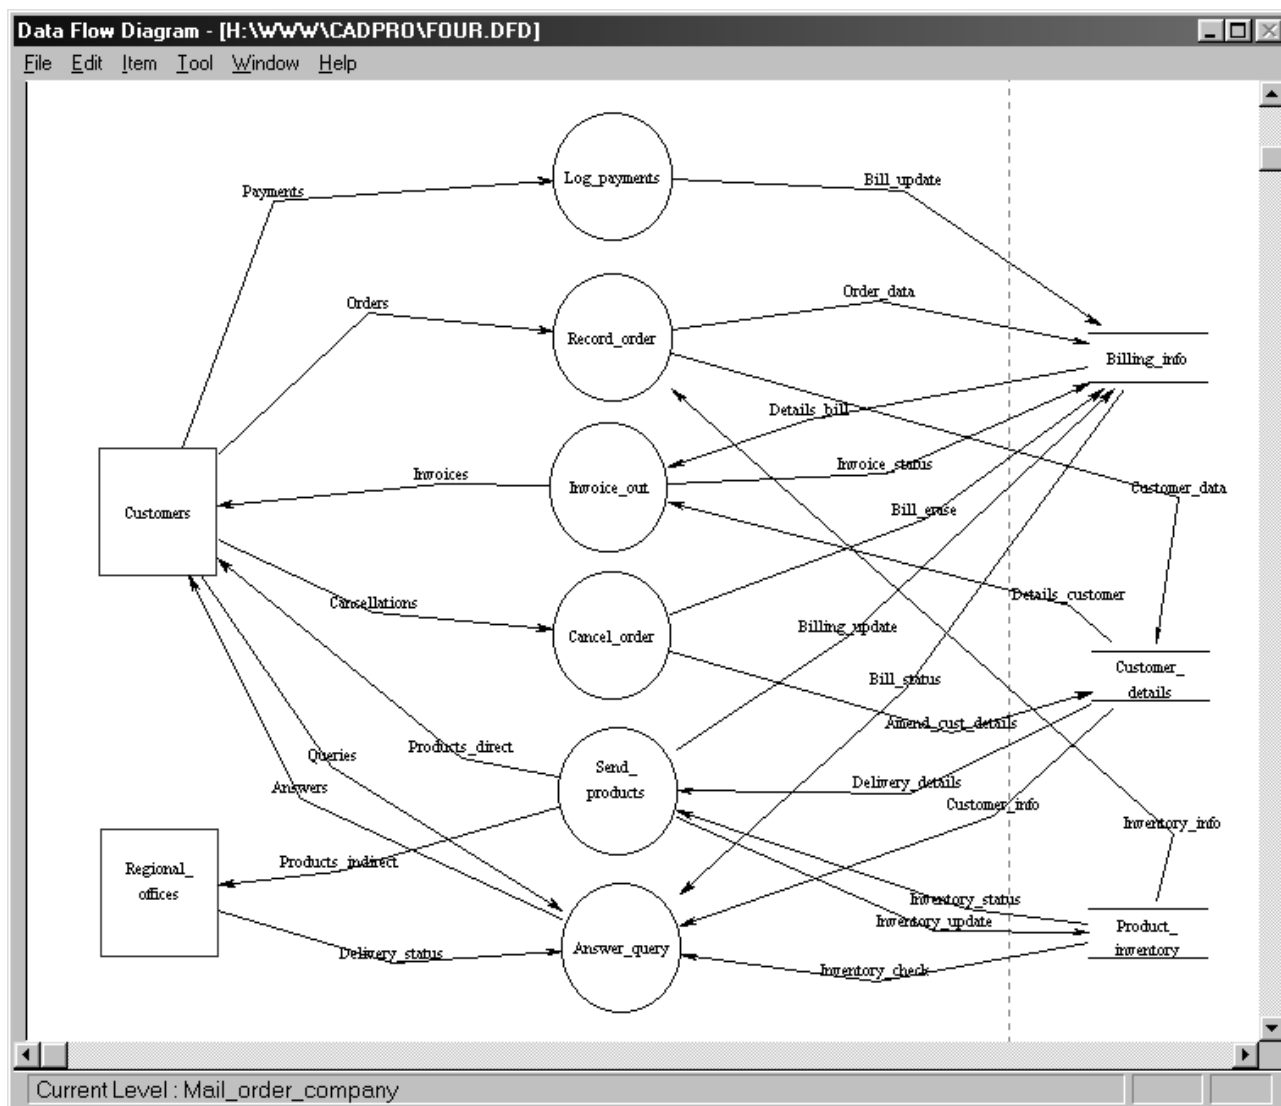 Data Flow Diagram - [H:\WWW\CADPRO\FOUR.DFD]
File Edit Item Tool Window Help
Log_payments
Payments
Bill_update
Orders
Order_data
Record_order
Billing_info
Details_bill
Invoices
Invoice_status
Invoice_out
Customer_data
Customers
Bill_erase
Details_customer
Cancellations
Cancel_order
Billing_update
Customer_
details
Bill_status
Amend_cust_details
Products_direct
Queries
Send_
products
Answers
Delivery_details
Customer_info
Inventory_info
Products_indirect
Regional_
offices
Inventory_status
Inventory_update
Product_
inventory
Delivery_status
Answer_query
Inventory_check
Current Level : Mail_order_company